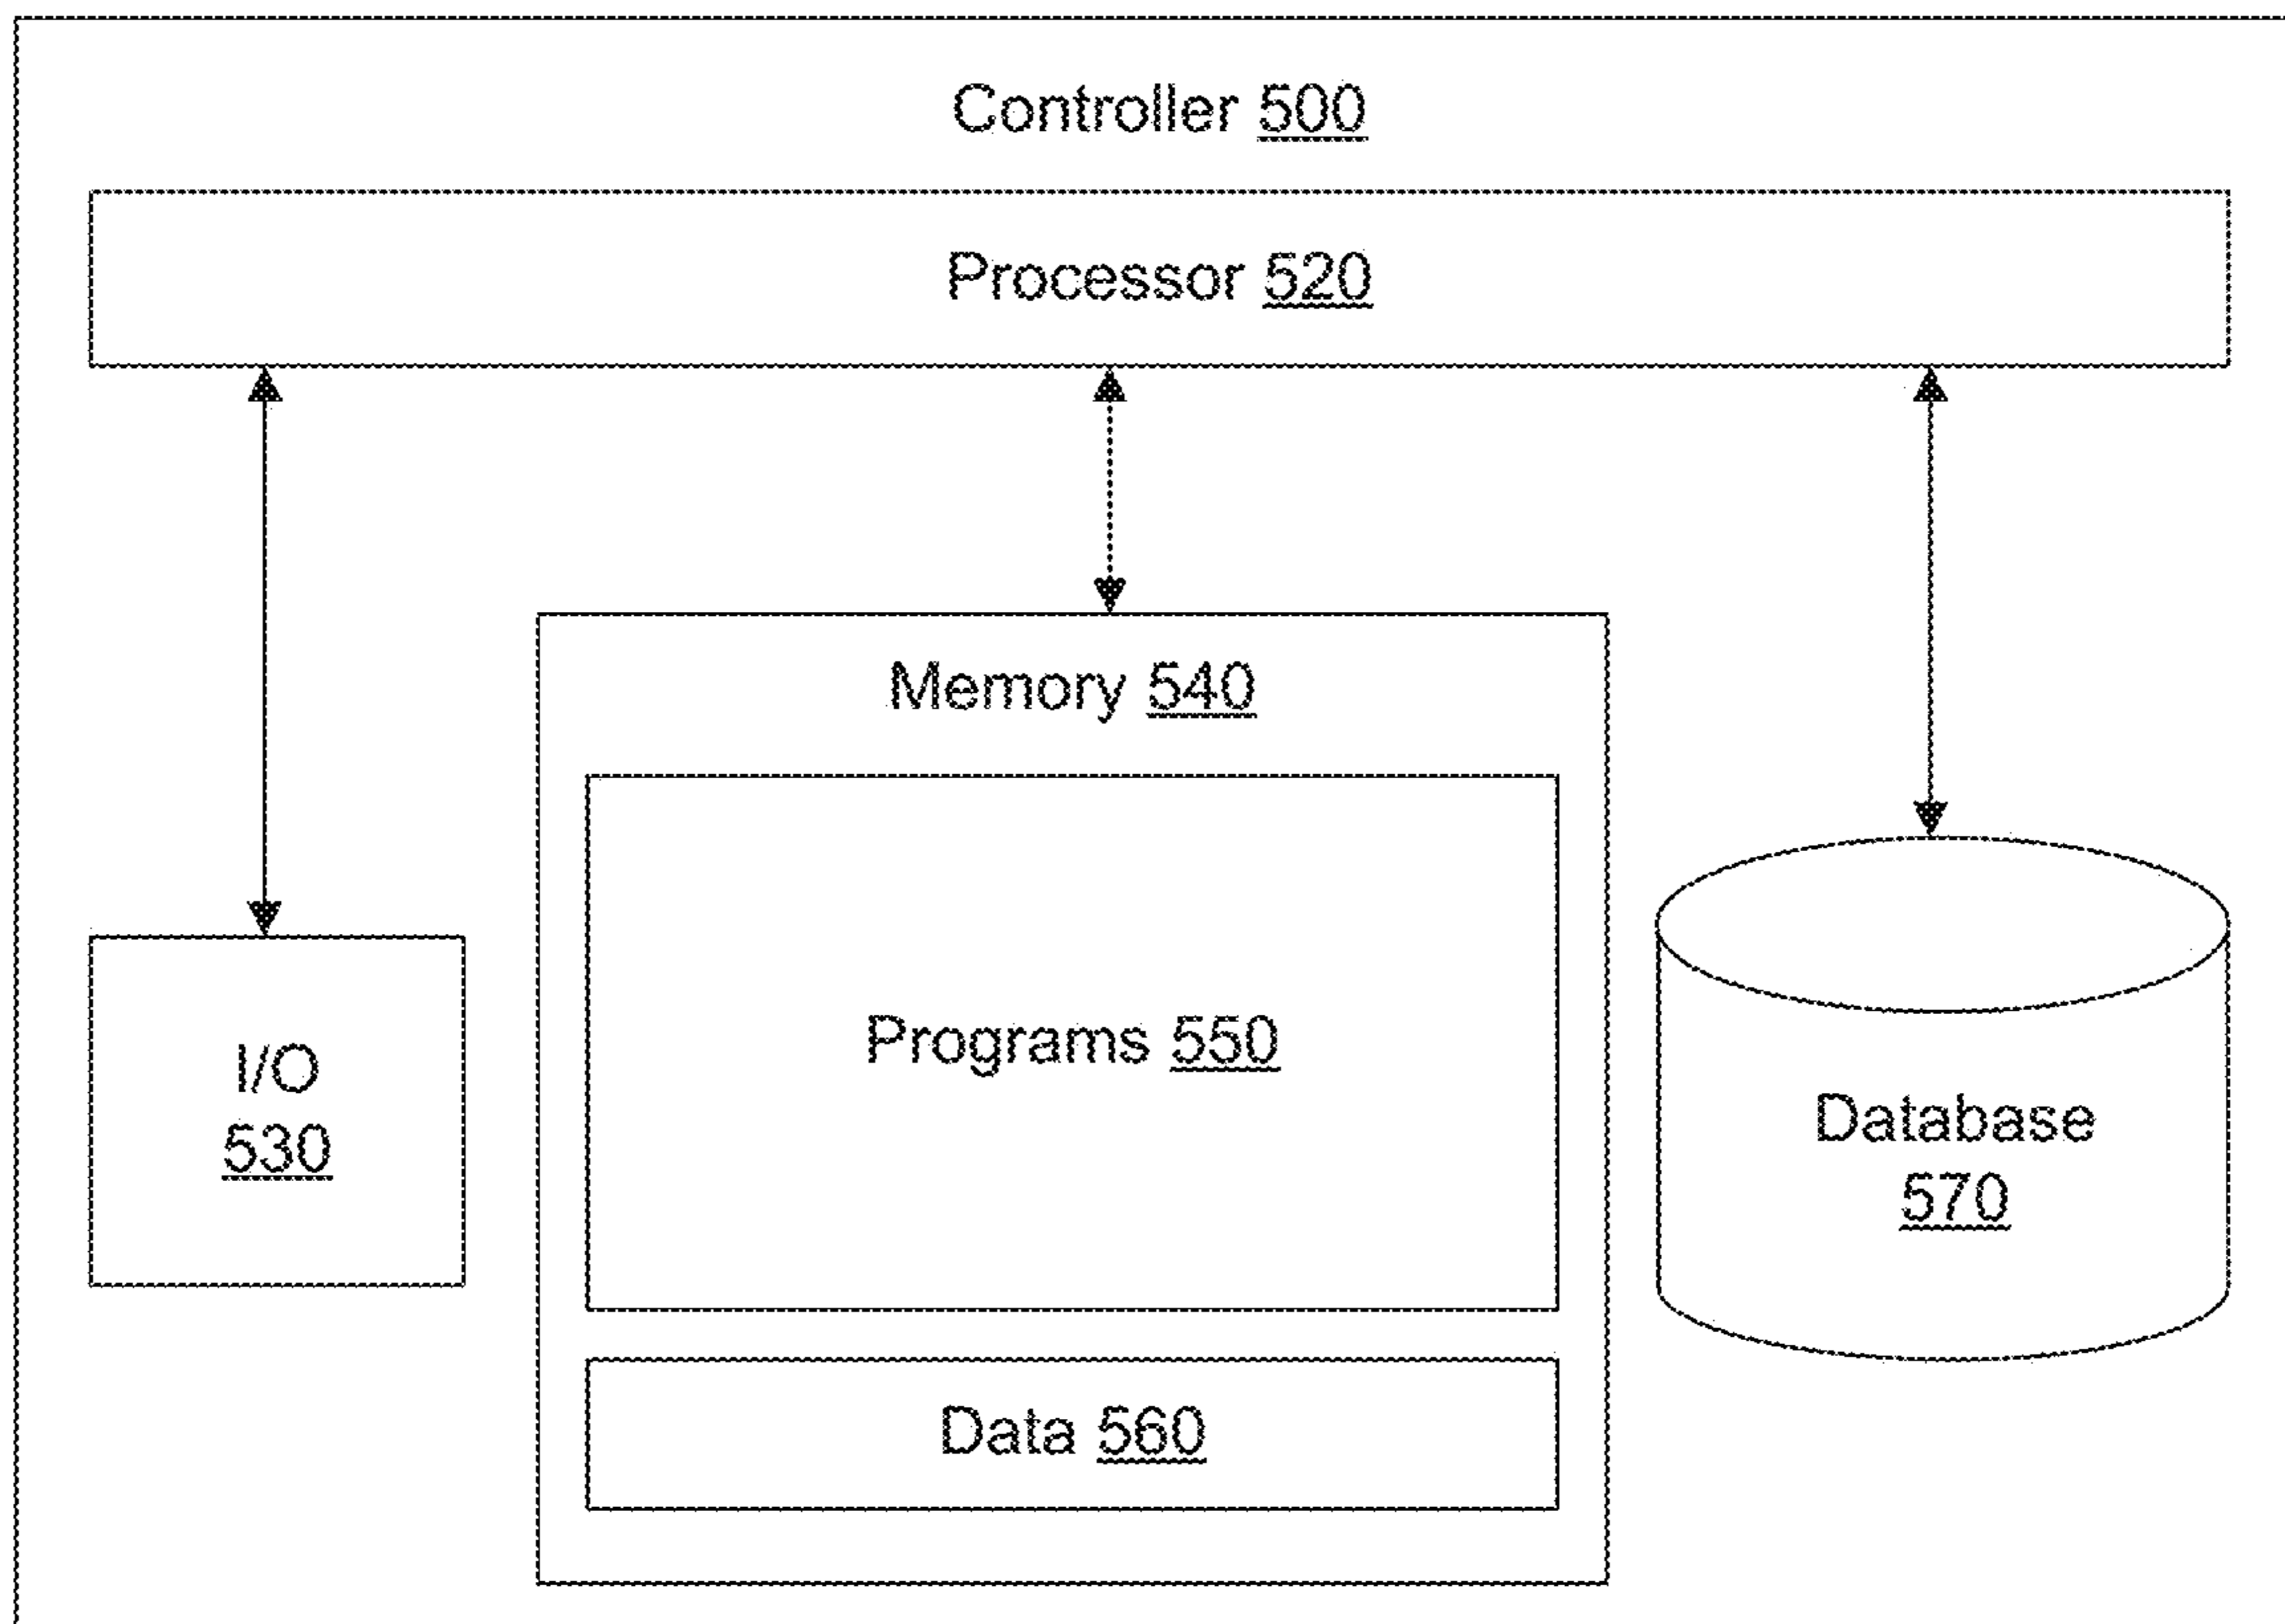 Controller 500
Processor 520
Memory 540
Programs 550
I/O
530
Database
570
Data 560